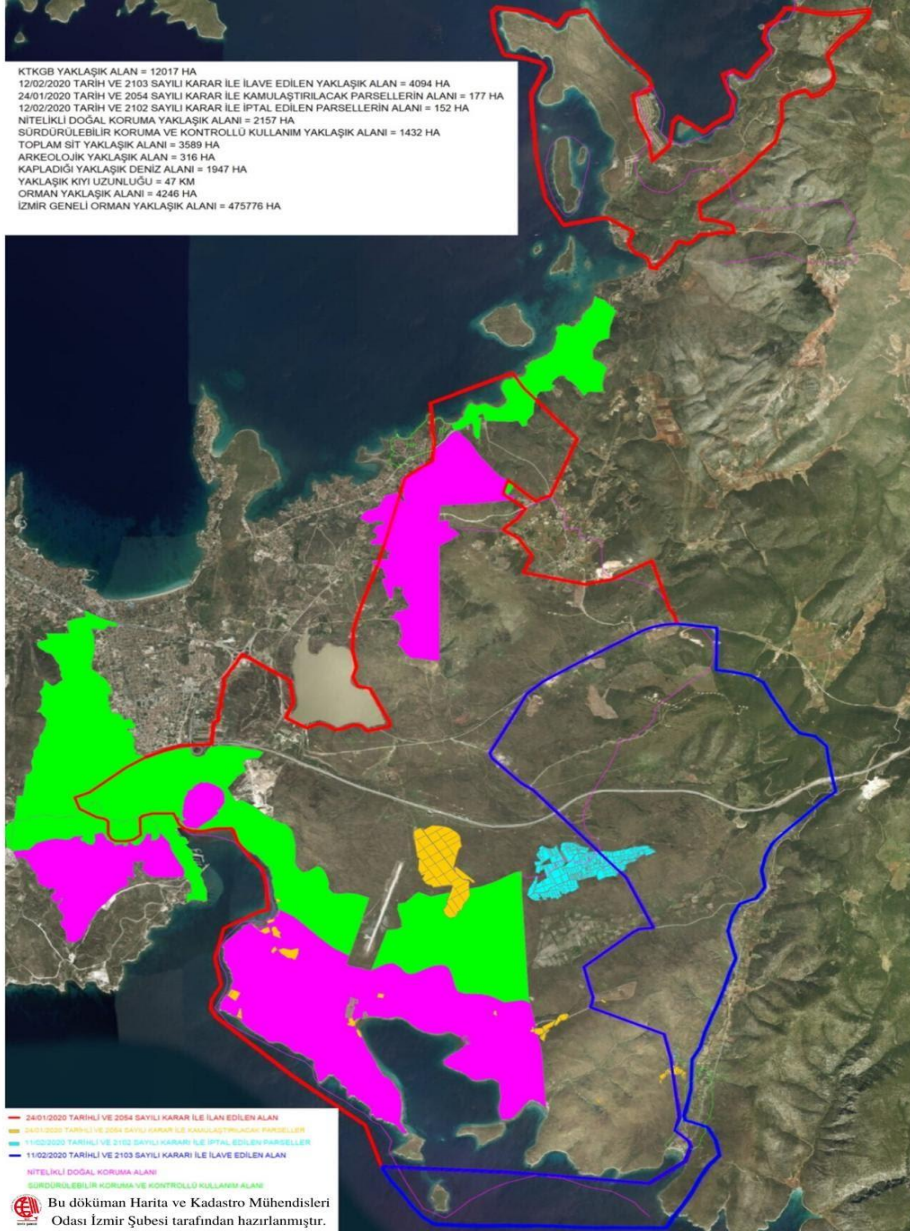 KTKGB YAKLAŞIK ALAN = 12017 HA
12/02/2020 TARİH VE 2103 SAYILI KARAR İLE İLAVE EDİLEN YAKLAŞIK ALAN = 4094 HA
24/01/2020 TARİH VE 2054 SAYILI KARAR İLE KAMULAŞTIRILACAK PARSELLERİN ALANI = 177 HA
12/02/2020 TARİH VE 2102 SAYILI KARAR İLE İPTAL EDİLEN PARSELLERİN ALANI = 152 HA
NİTELİKLİ DOĞAL KORUMA YAKLAŞIK ALANI = 2157 HA
SÜRDÜRÜLEBİLİR KORUMA VE KONTROLLÜ KULLANIM YAKLAŞIK ALANI = 1432 HA
TOPLAM SİT YAKLAŞIK ALANI = 3589 HA
ARKEOLOJİK YAKLAŞIK ALAN = 316 HA
KAPLADIĞI YAKLAŞIK DENİZ ALANI = 1947 HA
YAKLAŞIK KIYI UZUNLUĞU = 47 KM
ORMAN YAKLAŞIK ALANI = 4246 HA
İZMİR GENELİ ORMAN YAKLAŞIK ALANI = 475776 HA
24/01/2020 TARİHLİ VE 2054 SAYILI KARAR İLE İLAN EDİLEN ALAN
24/01/2020 TARİHLİ VE 2054 SAYILI KARAR İLE KAMULAŞTIRILACAK PARSELLER
11/02/2020 TARİHLİ VE 2102 SAYILI KARARI İLE İPTAL EDİLEN PARSELLER
11/02/2020 TARİHLİ VE 2103 SAYILI KARARI İLE İLAVE EDİLEN ALAN
NİTELİKLİ DOĞAL KORUMA ALANI
SÜRDÜRÜLEBİLİR KORUMA VE KONTROLLÜ KULLANIM ALANI
Bu döküman Harita ve Kadastro Mühendisleri
Odası İzmir Şubesi tarafından hazırlanmıştır.